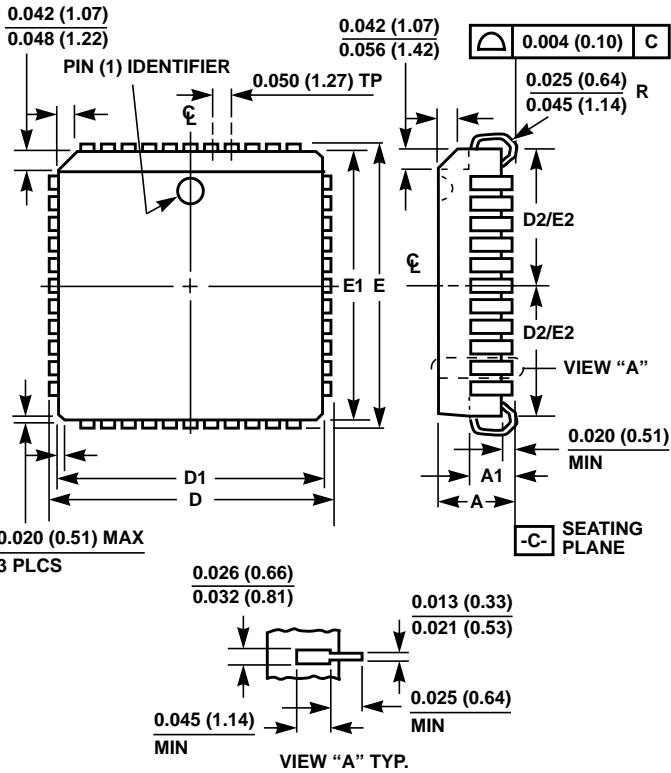 0.042 (1.07)
0.048 (1.22)
PIN (1) IDENTIFIER
0.050 (1.27) TP
0.042 (1.07)
0.056 (1.42)
0.004 (0.10) C
0.025 (0.64)
0.045 (1.14) R
℄
D2/E2
℄
E1 E
D2/E2
VIEW “A”
0.020 (0.51)
MIN
A1
A
D1
D
-C- SEATING
PLANE
0.020 (0.51) MAX
3 PLCS
0.026 (0.66)
0.032 (0.81)
0.013 (0.33)
0.021 (0.53)
0.025 (0.64)
MIN
0.045 (1.14)
MIN
VIEW “A” TYP.